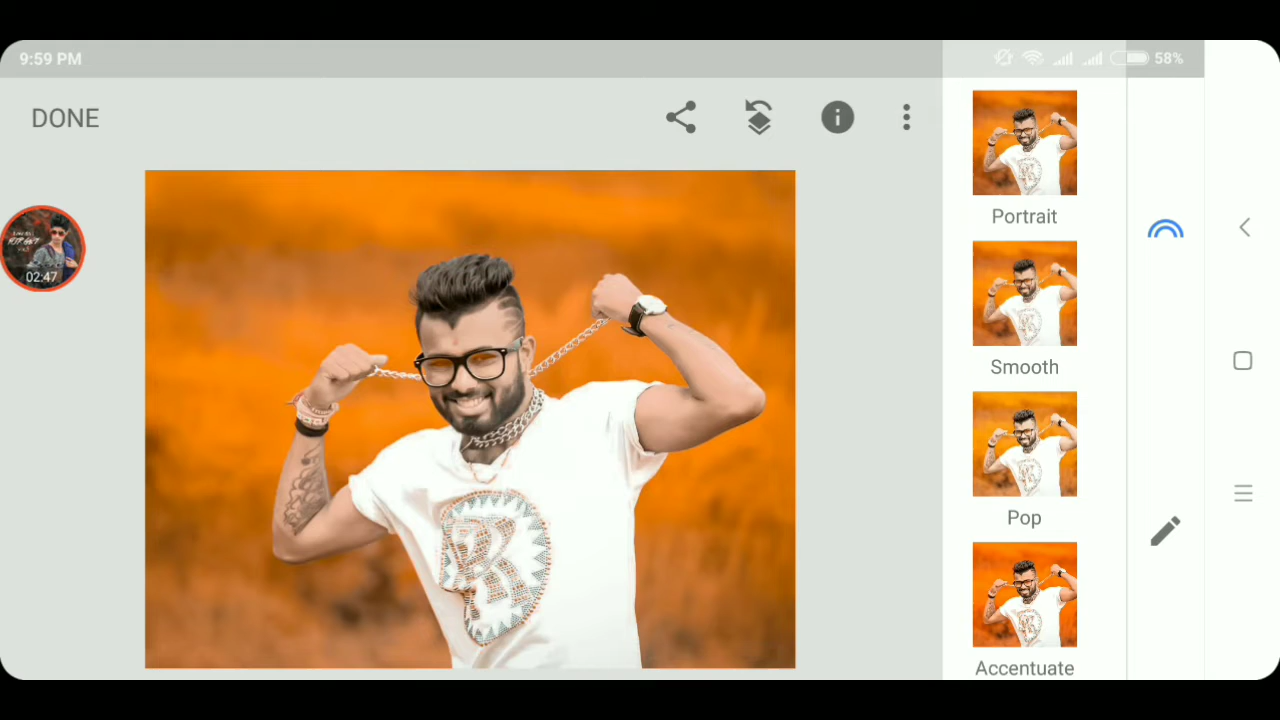 9:59 PM
58%
DONE
02:47
Portrait
Smooth
Pop
Accentuate